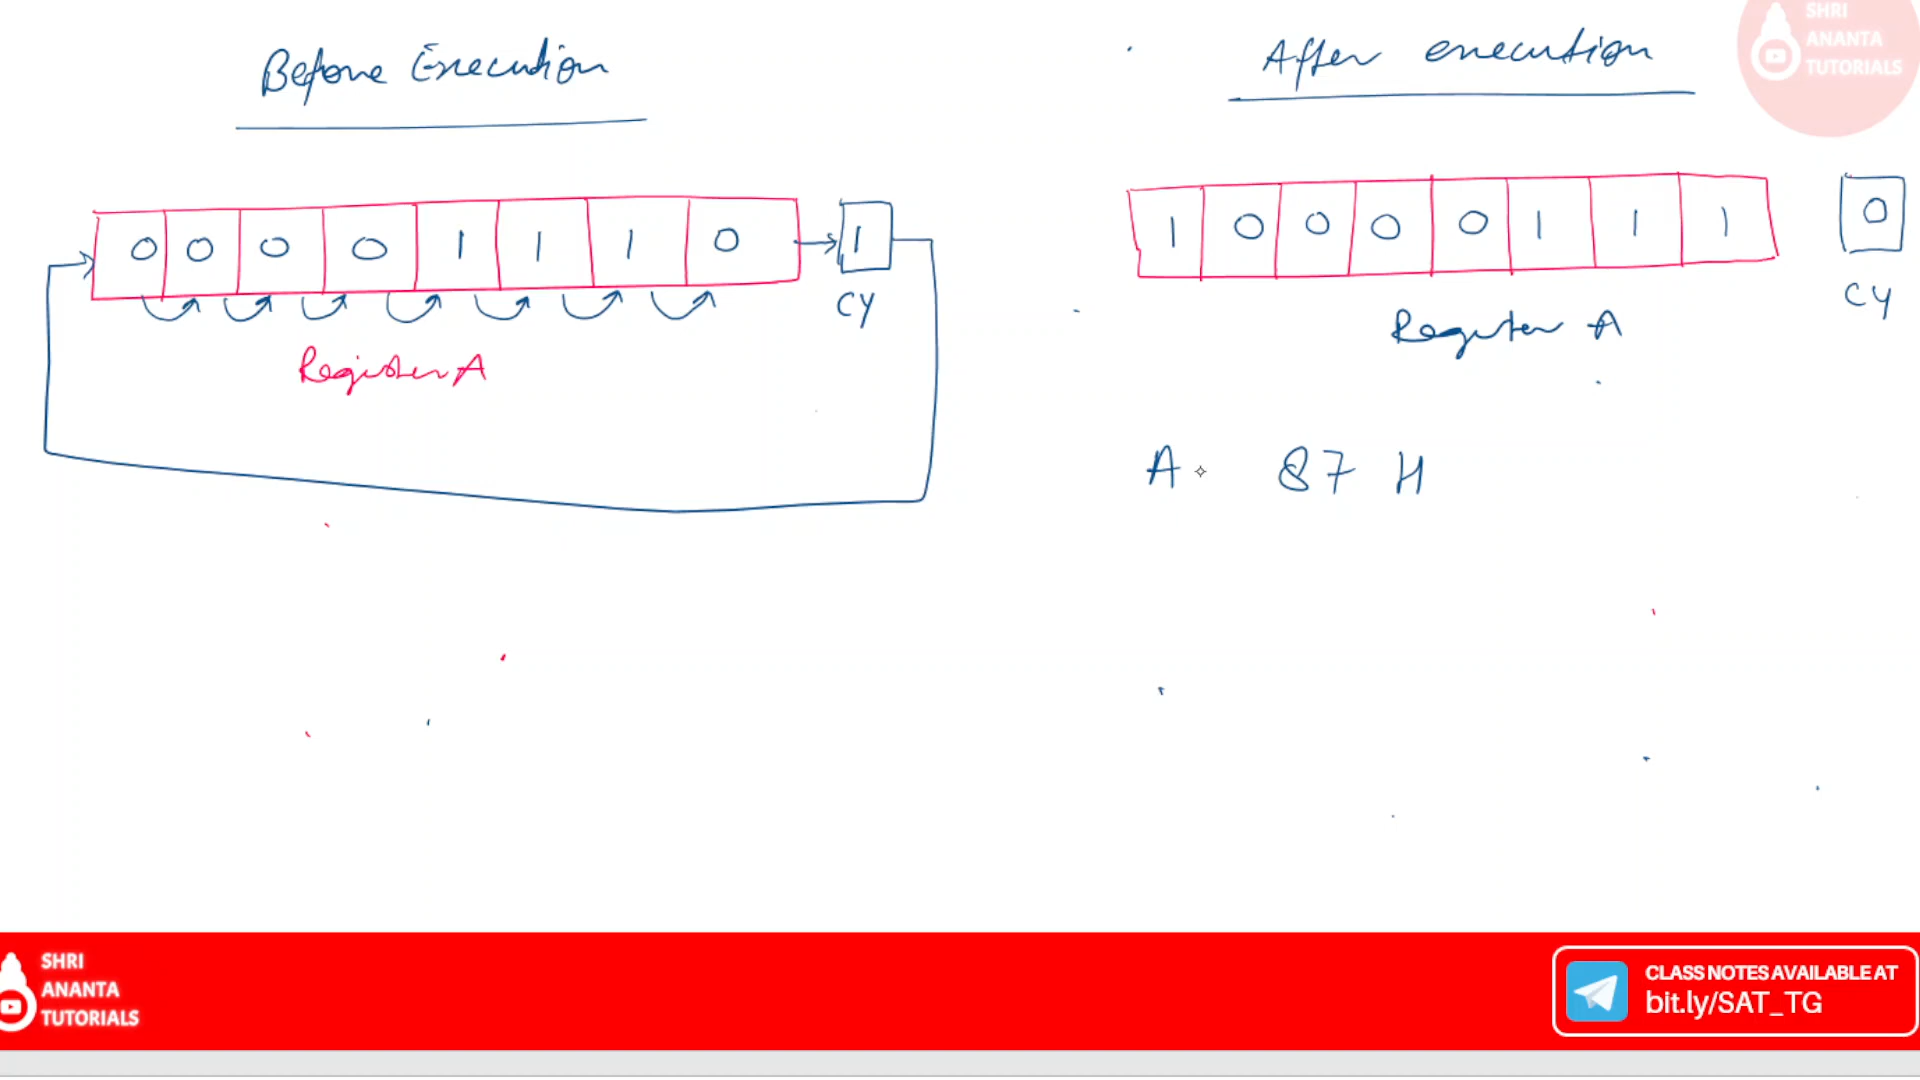 Before Execution
After execution
SHRI
ANANTA
TUTORIALS
0 0 0 0 1 1 1 0 1
CY
Register A
1 0 0 0 0 1 1 1 0
CY
Register A
A 87 H
SHRI
ANANTA
TUTORIALS
CLASS NOTES AVAILABLE AT
bit.ly/SAT_TG